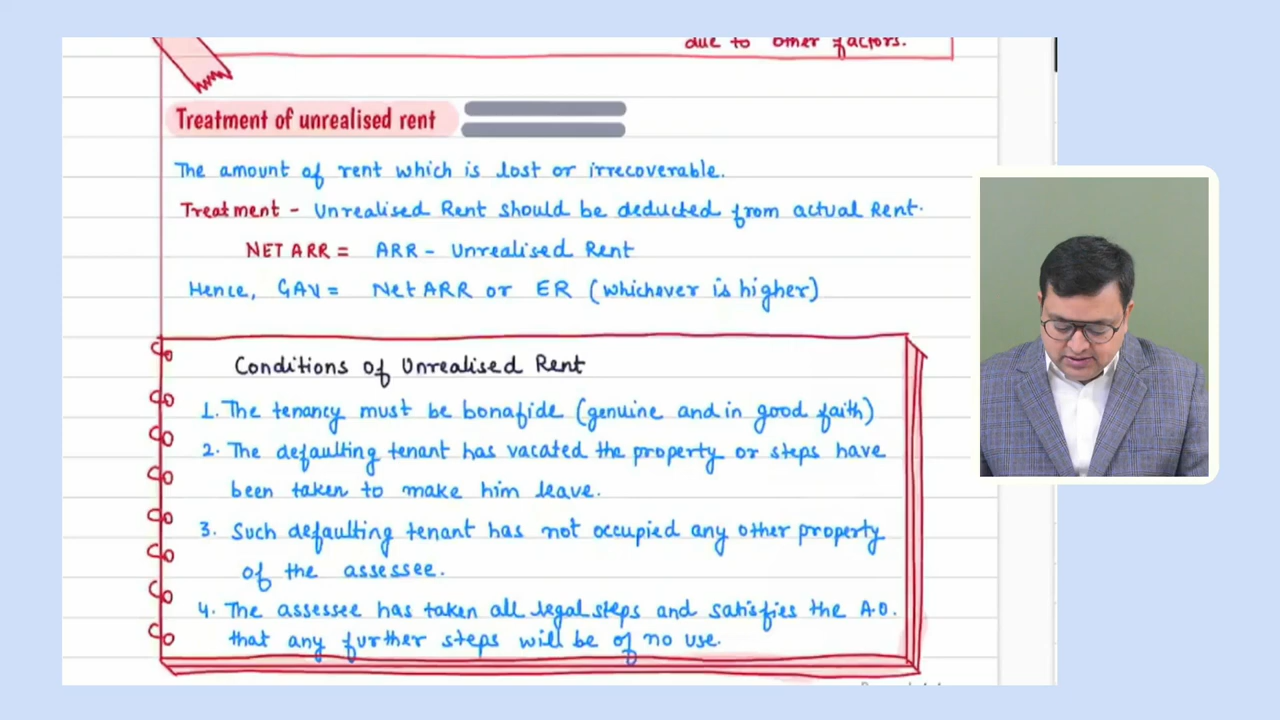 due to other factors.
Treatment of unrealised rent
The amount of rent which is lost or irrecoverable.
Treatment - Unrealised Rent should be deducted from actual Rent.
NET ARR = ARR - Unrealised Rent
Hence, GAV = Net ARR or ER (whichever is higher)
Conditions of Unrealised Rent
1. The tenancy must be bonafide (genuine and in good faith)
2. The defaulting tenant has vacated the property or steps have
been taken to make him leave.
3. Such defaulting tenant has not occupied any other property
of the assessee.
4. The assessee has taken all legal steps and satisfies the A.O.
that any further steps will be of no use.